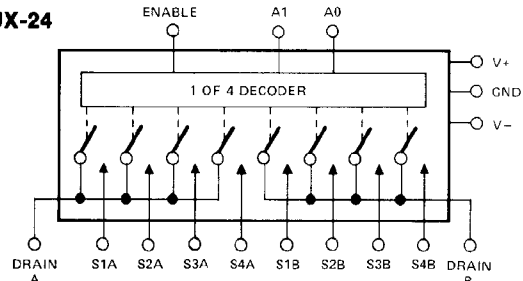 UX-24
ENABLE A1 A0
V+
1 OF 4 DECODER
GND
V−
DRAIN A S1A S2A S3A S4A S1B S2B S3B S4B DRAIN